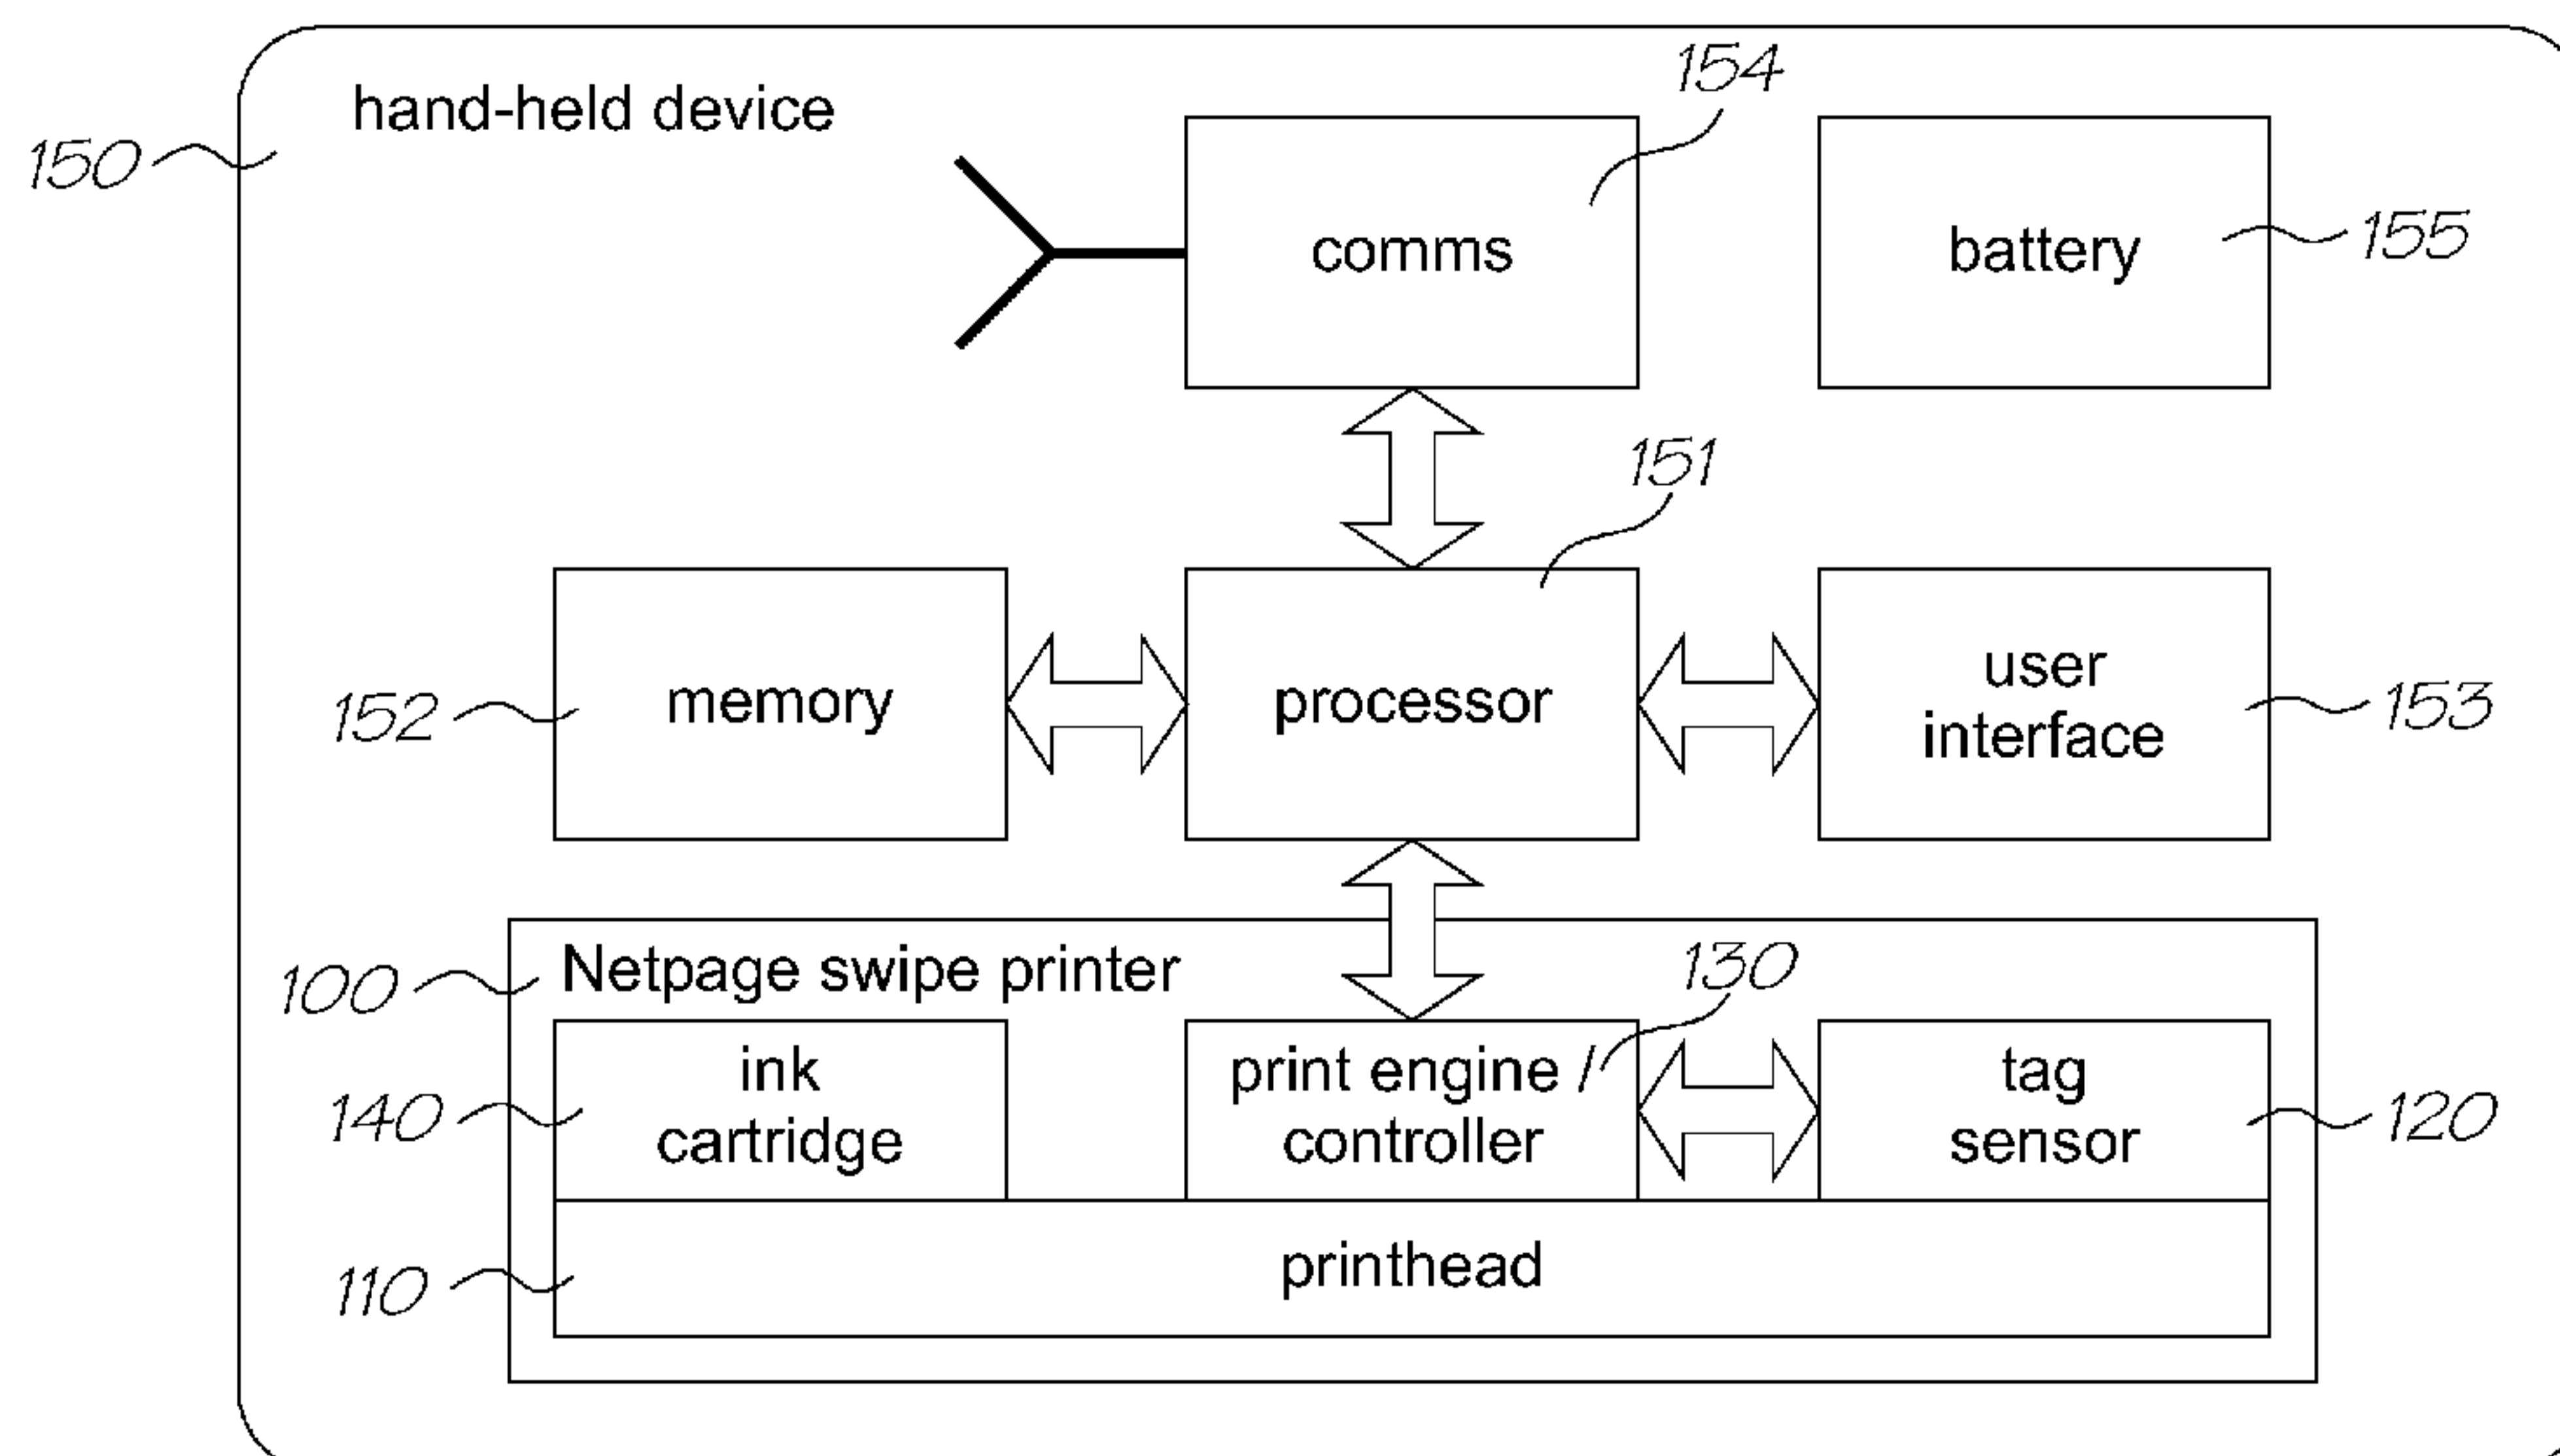 154
hand-held device
150
comms
battery
155
151
memory
processor
user
interface
152
153
Netpage swipe printer
130
100
ink
cartridge
print engine /
controller
tag
sensor
140
120
printhead
110